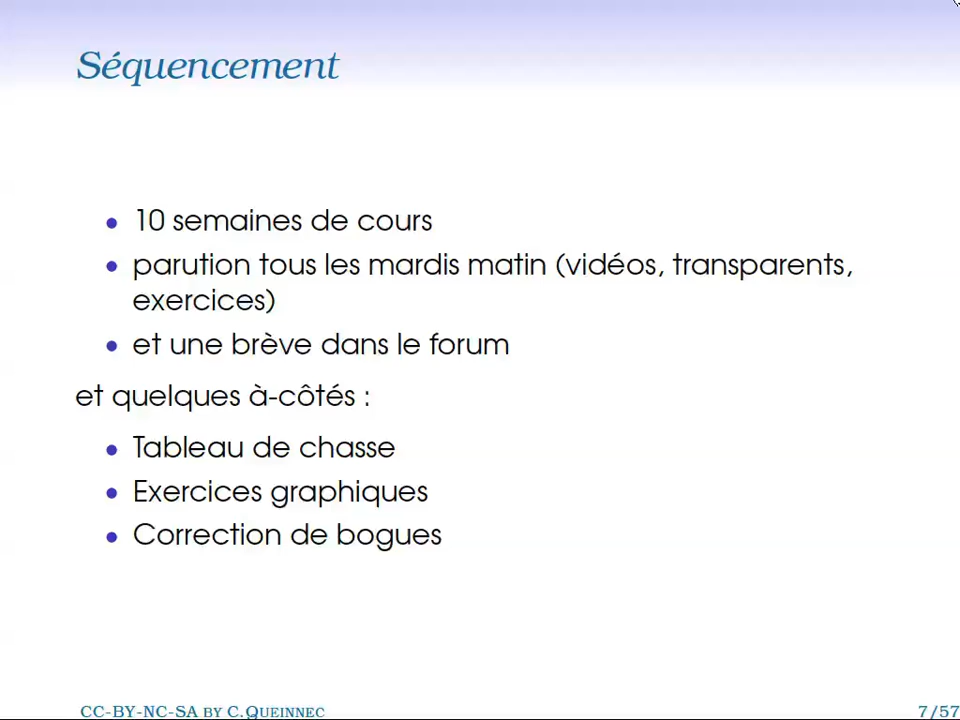 Séquencement
• 10 semaines de cours
• parution tous les mardis matin (vidéos, transparents,
exercices)
• et une brève dans le forum
et quelques à-côtés :
• Tableau de chasse
• Exercices graphiques
• Correction de bogues
CC-BY-NC-SA BY C.QUEINNEC
7/57